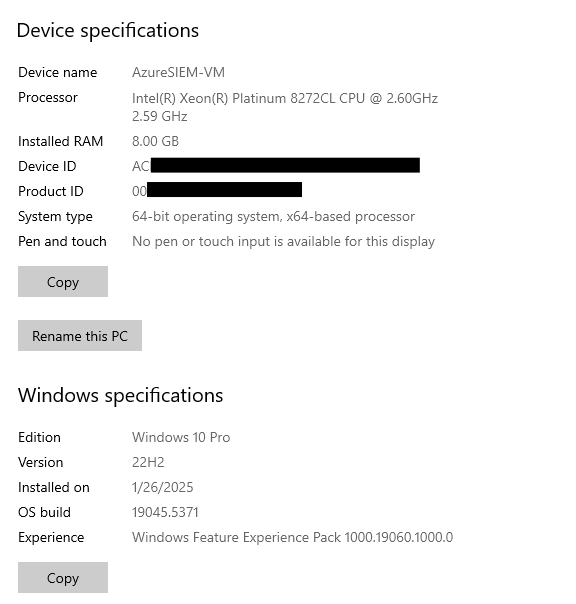 Device specifications
Device name AzureSIEM-VM
Processor Intel(R) Xeon(R) Platinum 8272CL CPU @ 2.60GHz
2.59 GHz
Installed RAM 8.00 GB
Device ID AC
Product ID 00
System type 64-bit operating system, x64-based processor
Pen and touch No pen or touch input is available for this display
Copy
Rename this PC
Windows specifications
Edition Windows 10 Pro
Version 22H2
Installed on 1/26/2025
OS build 19045.5371
Experience Windows Feature Experience Pack 1000.19060.1000.0
Copy